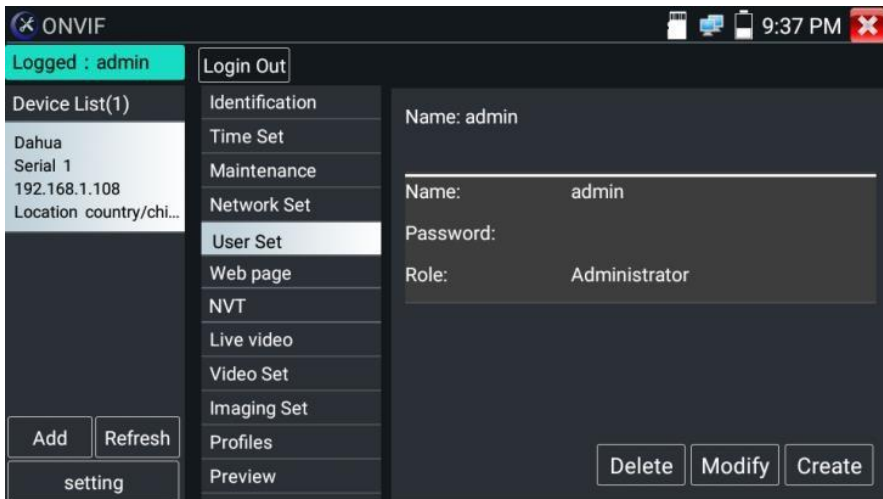 ONVIF
9:37 PM
Logged : admin
Login Out
Device List(1)
Dahua
Serial 1
192.168.1.108
Location country/chi...
Add
Refresh
setting
Identification
Time Set
Maintenance
Network Set
User Set
Web page
NVT
Live video
Video Set
Imaging Set
Profiles
Preview
Name: admin
Name: admin
Password:
Role: Administrator
Delete
Modify
Create